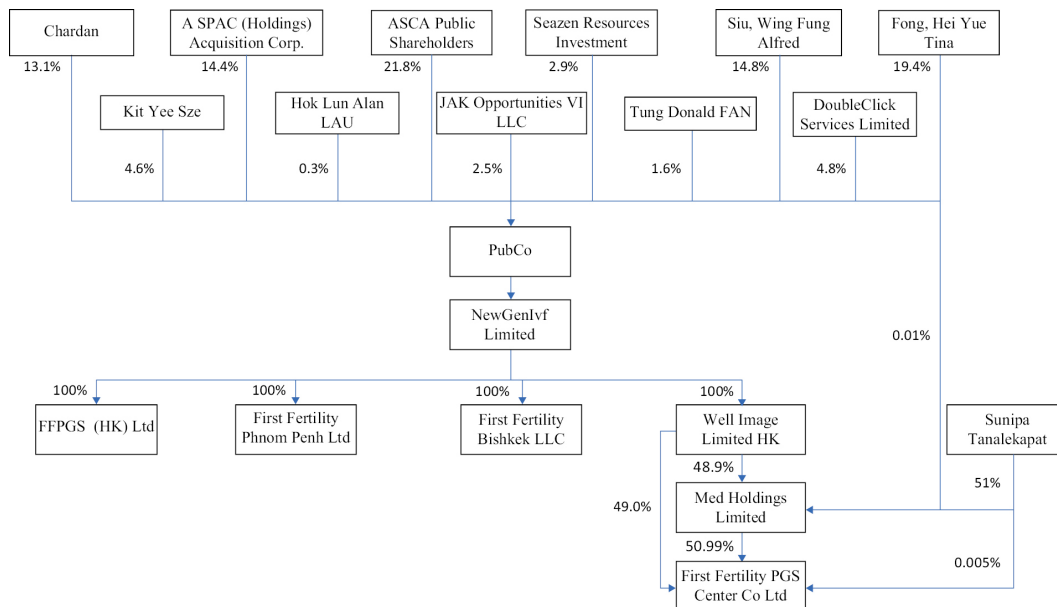 Chardan
A SPAC (Holdings)
Acquisition Corp.
ASCA Public
Shareholders
Seazen Resources
Investment
Siu, Wing Fung
Alfred
Fong, Hei Yue
Tina
13.1%
14.4%
21.8%
2.9%
14.8%
19.4%
Kit Yee Sze
Hok Lun Alan
LAU
JAK Opportunities VI
LLC
Tung Donald FAN
DoubleClick
Services Limited
4.6%
0.3%
2.5%
1.6%
4.8%
PubCo
NewGenIvf
Limited
0.01%
100%
100%
100%
100%
FFPGS (HK) Ltd
First Fertility
Phnom Penh Ltd
First Fertility
Bishkek LLC
Well Image
Limited HK
Sunipa
Tanalekapat
48.9%
51%
49.0%
Med Holdings
Limited
50.99%
0.005%
First Fertility PGS
Center Co Ltd